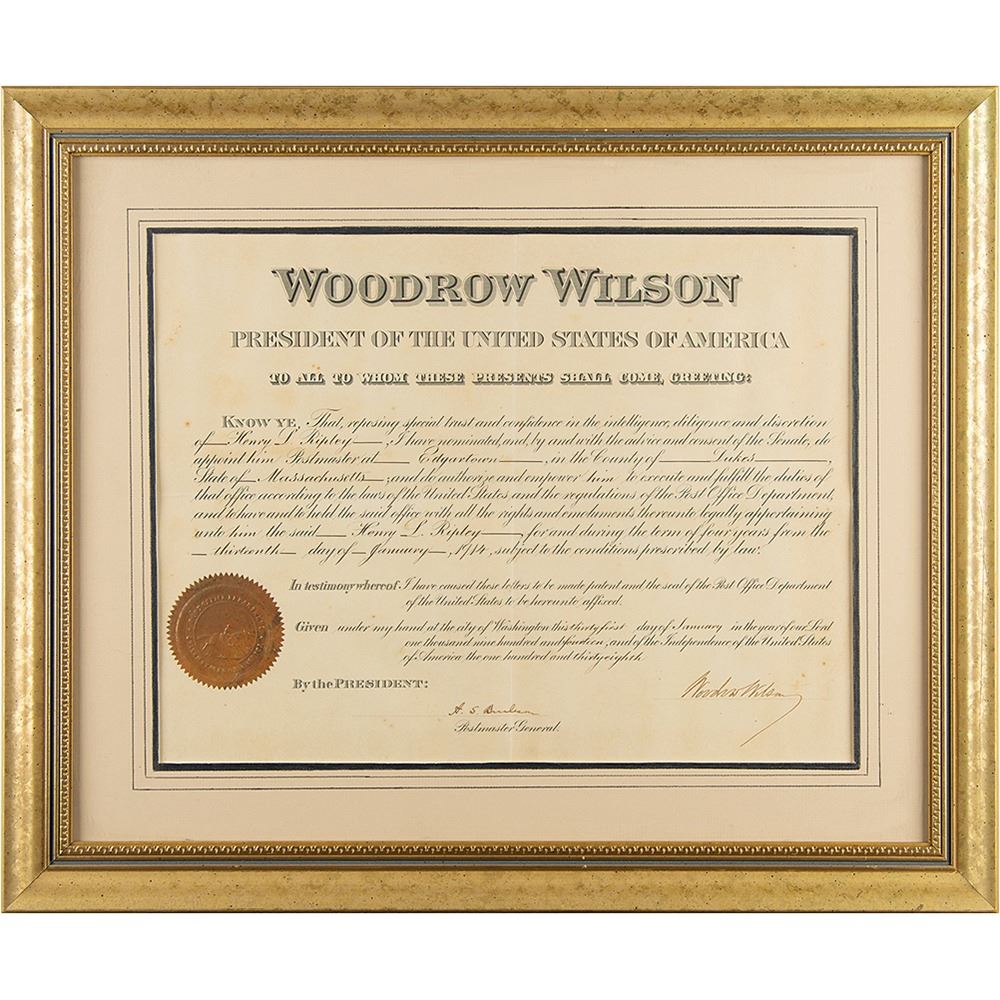 WOODROW WILSON
PRESIDENT OF THE UNITED STATES OF AMERICA
TO ALL TO WHOM THESE PRESENTS SHALL COME, GREETING:
KNOW YE, That, reposing special trust and confidence in the intelligence, diligence and discretion
of Henry L. Ripley, I have nominated, and, by and with the advice and consent of the Senate, do
appoint him Postmaster at Edgartown, in the County of Dukes,
State of Massachusetts; and do authorize and empower him to execute and fulfill the duties of
that office according to the laws of the United States and the regulations of the Post Office Department,
and to have and to hold the said office with all the rights and emoluments thereunto legally appertaining
unto him the said Henry L. Ripley, for and during the term of four years from the
thirteenth day of January, 1914, subject to the conditions prescribed by law.
In testimony whereof I have caused these letters to be made patent and the seal of the Post Office Department
of the United States to be hereunto affixed.
Given under my hand at the city of Washington this thirty first day of January in the year of our Lord
one thousand nine hundred and fourteen, and of the Independence of the United States
of America the one hundred and thirty eighth.
By the PRESIDENT:
Woodrow Wilson
A. S. Burleson
Postmaster General.